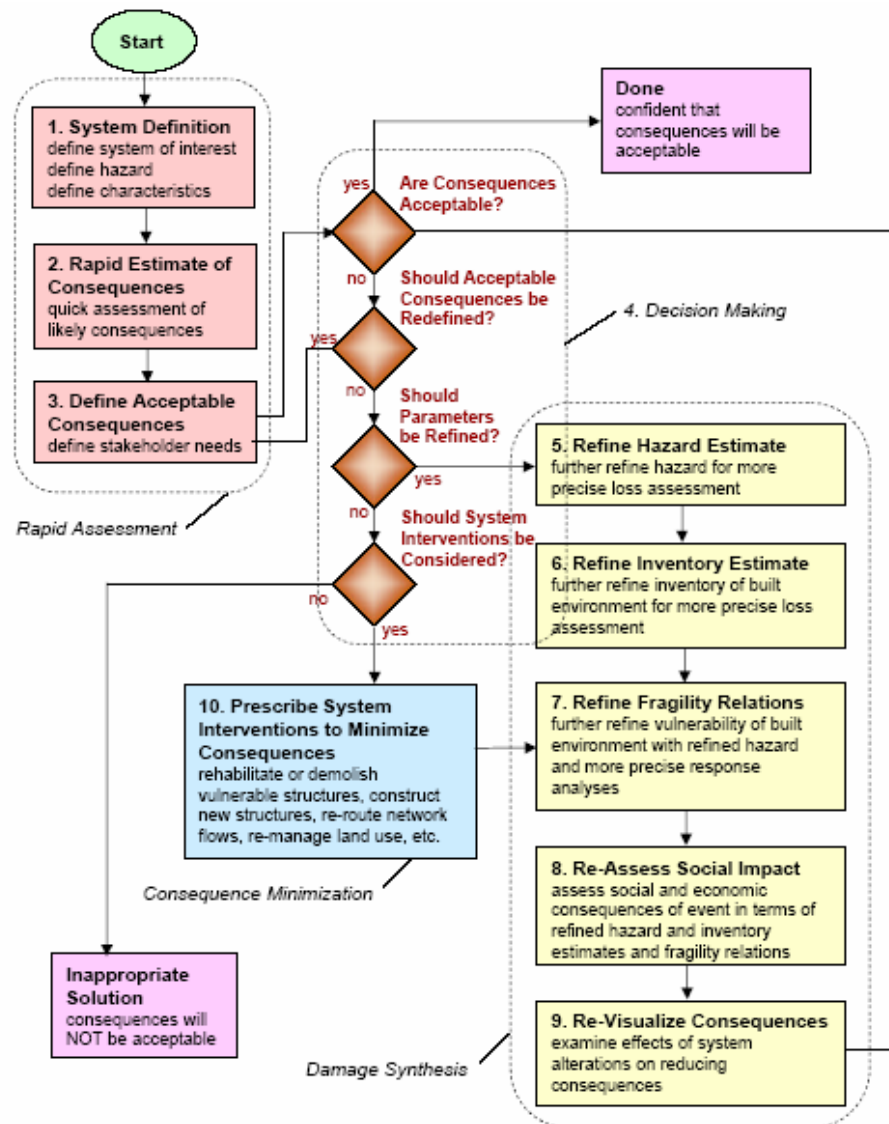 Start
1. System Definition
define system of interest
define hazard
define characteristics
2. Rapid Estimate of
Consequences
quick assessment of
likely consequences
3. Define Acceptable
Consequences
define stakeholder needs
Rapid Assessment
Done
confident that
consequences will be
acceptable
yes
Are Consequences
Acceptable?
no
Should Acceptable
Consequences be
Redefined?
yes
no
Should
Parameters
be Refined?
yes
no
Should System
Interventions be
Considered?
no
yes
4. Decision Making
5. Refine Hazard Estimate
further refine hazard for more
precise loss assessment
6. Refine Inventory Estimate
further refine inventory of built
environment for more precise loss
assessment
7. Refine Fragility Relations
further refine vulnerability of built
environment with refined hazard
and more precise response
analyses
8. Re-Assess Social Impact
assess social and economic
consequences of event in terms of
refined hazard and inventory
estimates and fragility relations
9. Re-Visualize Consequences
examine effects of system
alterations on reducing
consequences
Damage Synthesis
10. Prescribe System
Interventions to Minimize
Consequences
rehabilitate or demolish
vulnerable structures, construct
new structures, re-route network
flows, re-manage land use, etc.
Consequence Minimization
Inappropriate
Solution
consequences will
NOT be acceptable